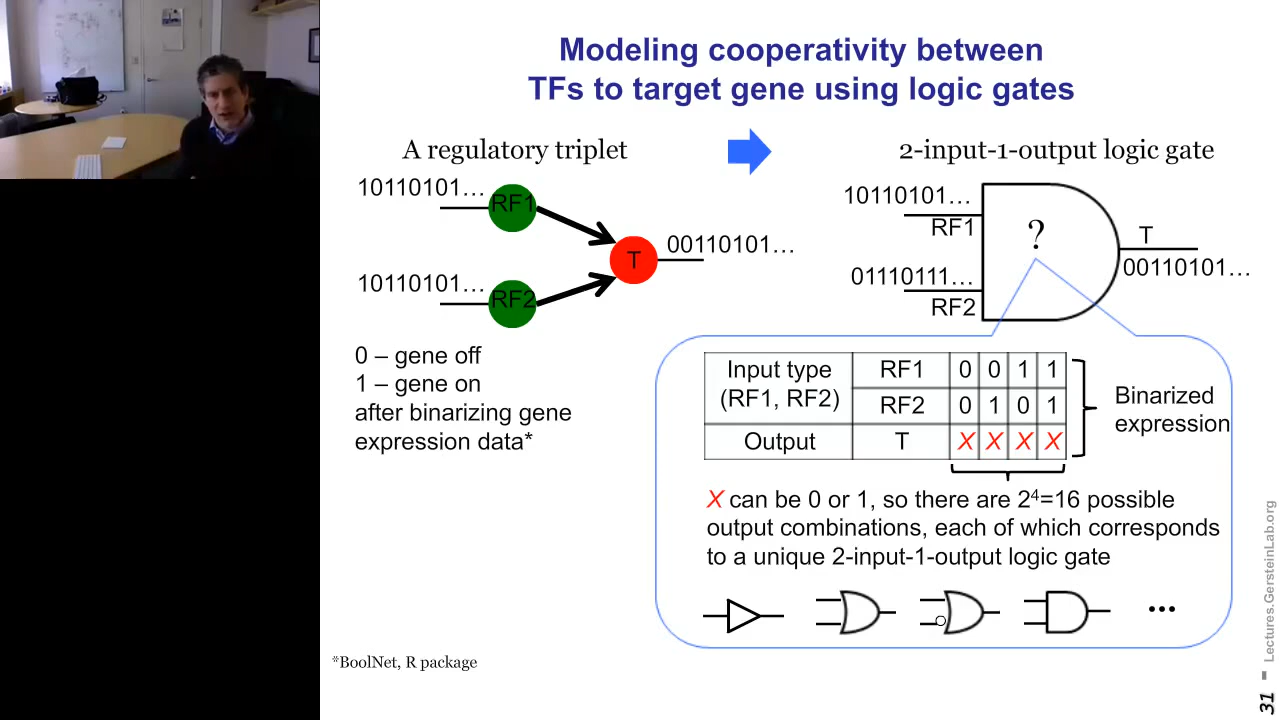 Modeling cooperativity between
TFs to target gene using logic gates
A regulatory triplet
2-input-1-output logic gate
10110101…
RF1
10110101…
RF2
T
00110101…
10110101…
RF1
01110111…
RF2
?
T
00110101…
0 – gene off
1 – gene on
after binarizing gene
expression data*
Input type
(RF1, RF2)
RF1
0 0 1 1
RF2
0 1 0 1
Output
T
X X X X
Binarized
expression
X can be 0 or 1, so there are 2⁴=16 possible
output combinations, each of which corresponds
to a unique 2-input-1-output logic gate
...
*BoolNet, R package
31 - Lectures.GersteinLab.org